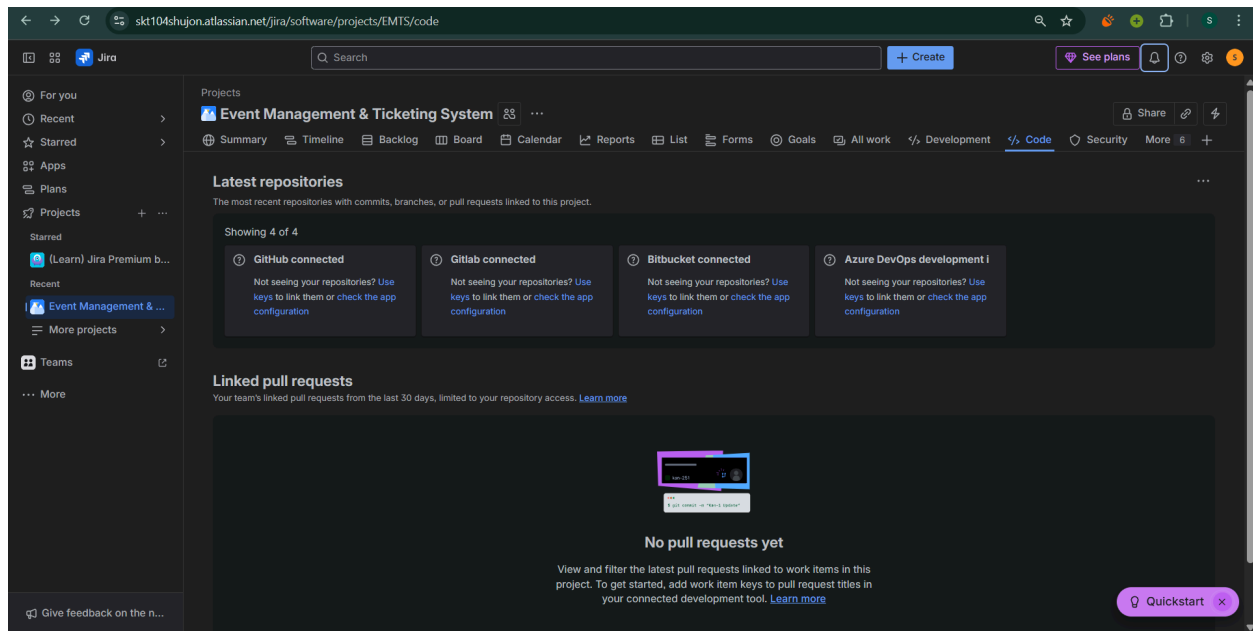 skt104shujon.atlassian.net/jira/software/projects/EMTS/code
S
Jira
Search
+ Create
See plans
S
For you
Recent
Starred
Apps
Plans
Projects
Starred
(Learn) Jira Premium b...
Recent
Event Management & ...
More projects
Teams
More
Give feedback on the n...
Projects
Event Management & Ticketing System
Share
Summary Timeline Backlog Board Calendar Reports List Forms Goals All work Development Code Security More 6
Latest repositories
The most recent repositories with commits, branches, or pull requests linked to this project.
Showing 4 of 4
GitHub connected
Not seeing your repositories? Use
keys to link them or check the app
configuration
Gitlab connected
Not seeing your repositories? Use
keys to link them or check the app
configuration
Bitbucket connected
Not seeing your repositories? Use
keys to link them or check the app
configuration
Azure DevOps development i
Not seeing your repositories? Use
keys to link them or check the app
configuration
Linked pull requests
Your team's linked pull requests from the last 30 days, limited to your repository access. Learn more
No pull requests yet
View and filter the latest pull requests linked to work items in this
project. To get started, add work item keys to pull request titles in
your connected development tool. Learn more
Quickstart